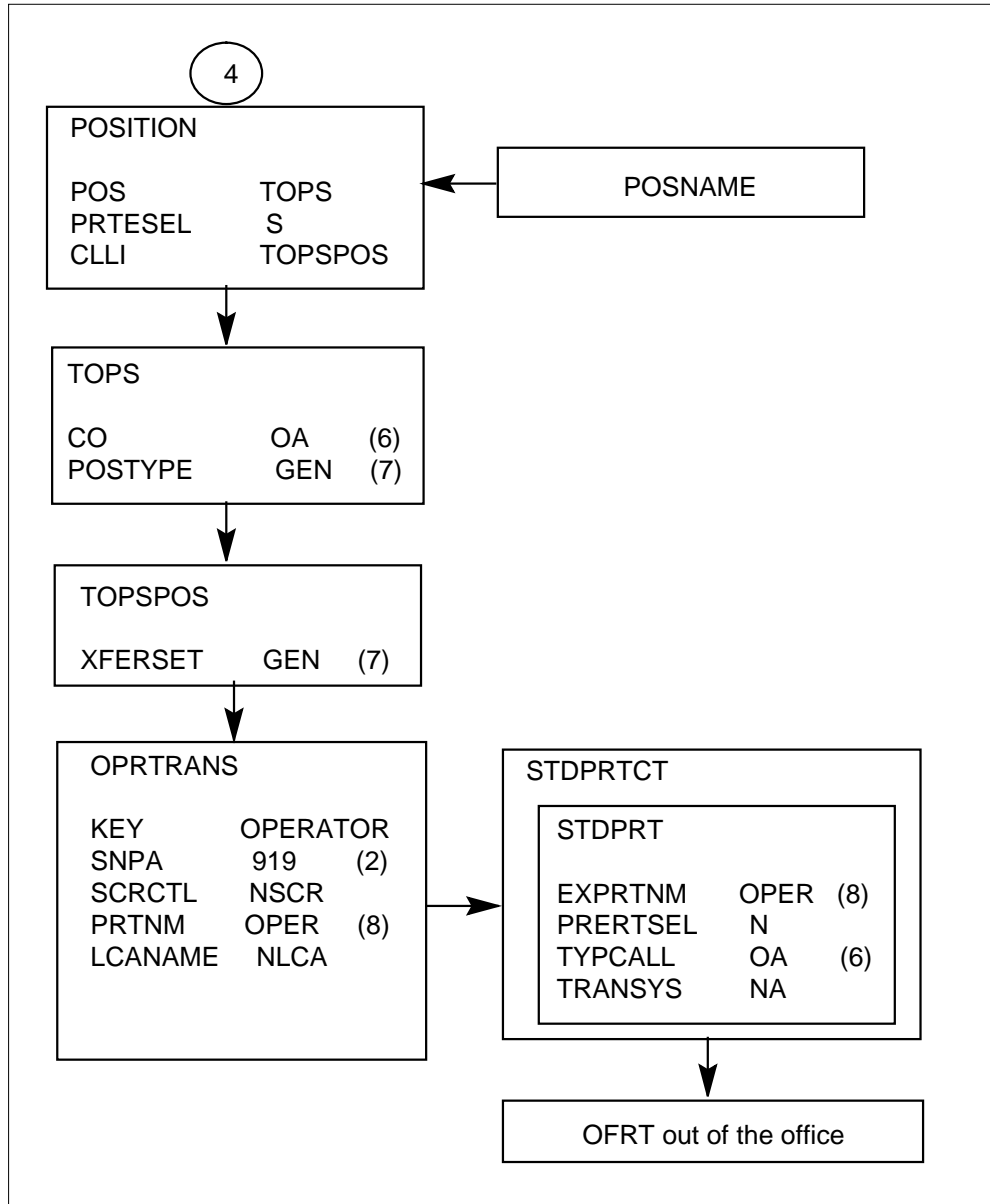 4
POSITION
POS TOPS
PRTESEL S
CLLI TOPSPOS
POSNAME
TOPS
CO OA (6)
POSTYPE GEN (7)
TOPSPOS
XFERSET GEN (7)
OPRTRANS
KEY OPERATOR
SNPA 919 (2)
SCRCTL NSCR
PRTNM OPER (8)
LCANAME NLCA
STDPRTCT
STDPRT
EXPRTNM OPER (8)
PRERTSEL N
TYPCALL OA (6)
TRANSYS NA
OFRT out of the office